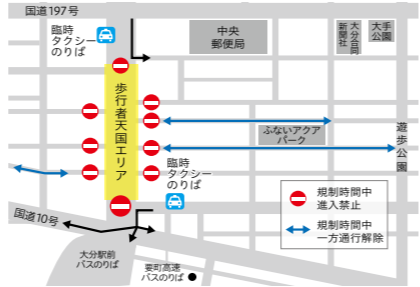 国道197号
臨時
タクシー
のりば
中央
郵便局
大分合同
新聞社
大手
公園
歩行者天国エリア
ふないアクア
パーク
遊歩公園
臨時
タクシー
のりば
規制時間中
進入禁止
規制時間中
一方通行解除
国道10号
大分駅前
バスのりば
要町高速
バスのりば